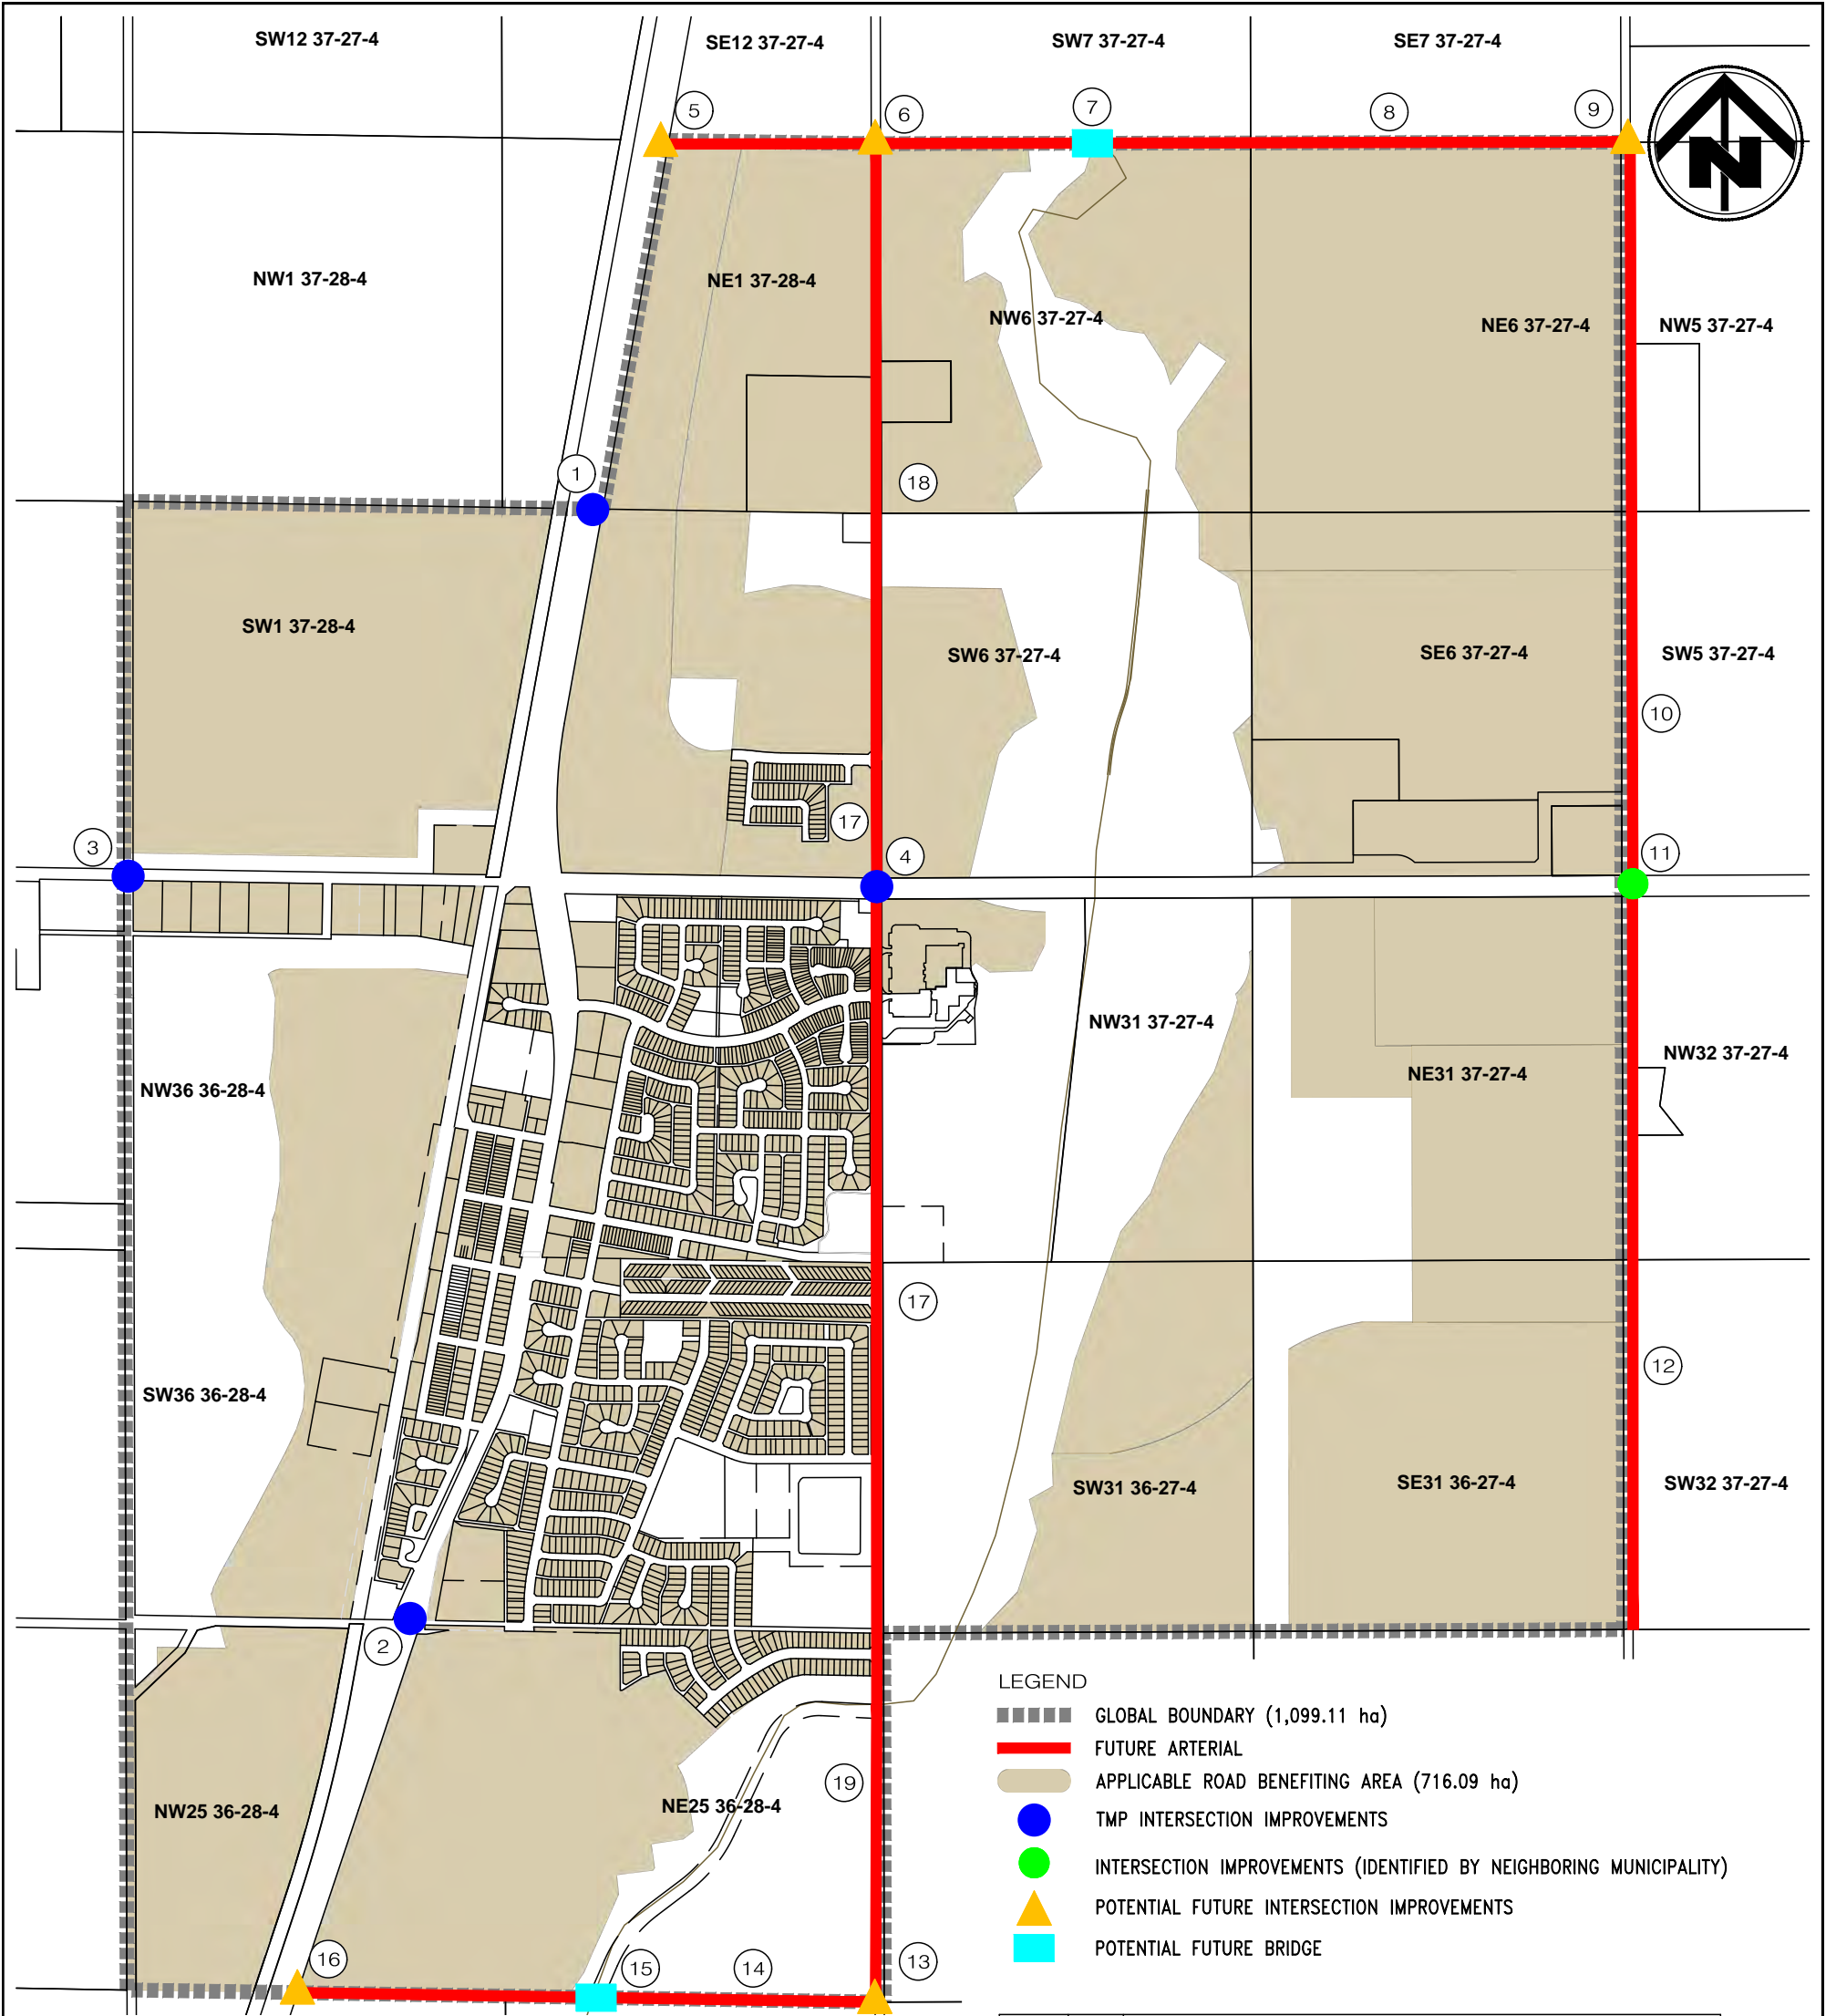 SW12 37-27-4
SE12 37-27-4
SW7 37-27-4
SE7 37-27-4
5
6
7
8
9
N
NW1 37-28-4
NE1 37-28-4
NW6 37-27-4
NE6 37-27-4
NW5 37-27-4
1
18
SW1 37-28-4
SW6 37-27-4
SE6 37-27-4
SW5 37-27-4
10
17
3
4
11
NW31 37-27-4
NW32 37-27-4
NE31 37-27-4
NW36 36-28-4
17
12
SW36 36-28-4
SW31 36-27-4
SE31 36-27-4
SW32 37-27-4
2
LEGEND
GLOBAL BOUNDARY (1,099.11 ha)
FUTURE ARTERIAL
APPLICABLE ROAD BENEFITING AREA (716.09 ha)
TMP INTERSECTION IMPROVEMENTS
INTERSECTION IMPROVEMENTS (IDENTIFIED BY NEIGHBORING MUNICIPALITY)
POTENTIAL FUTURE INTERSECTION IMPROVEMENTS
POTENTIAL FUTURE BRIDGE
19
NW25 36-28-4
NE25 36-28-4
16
15
14
13